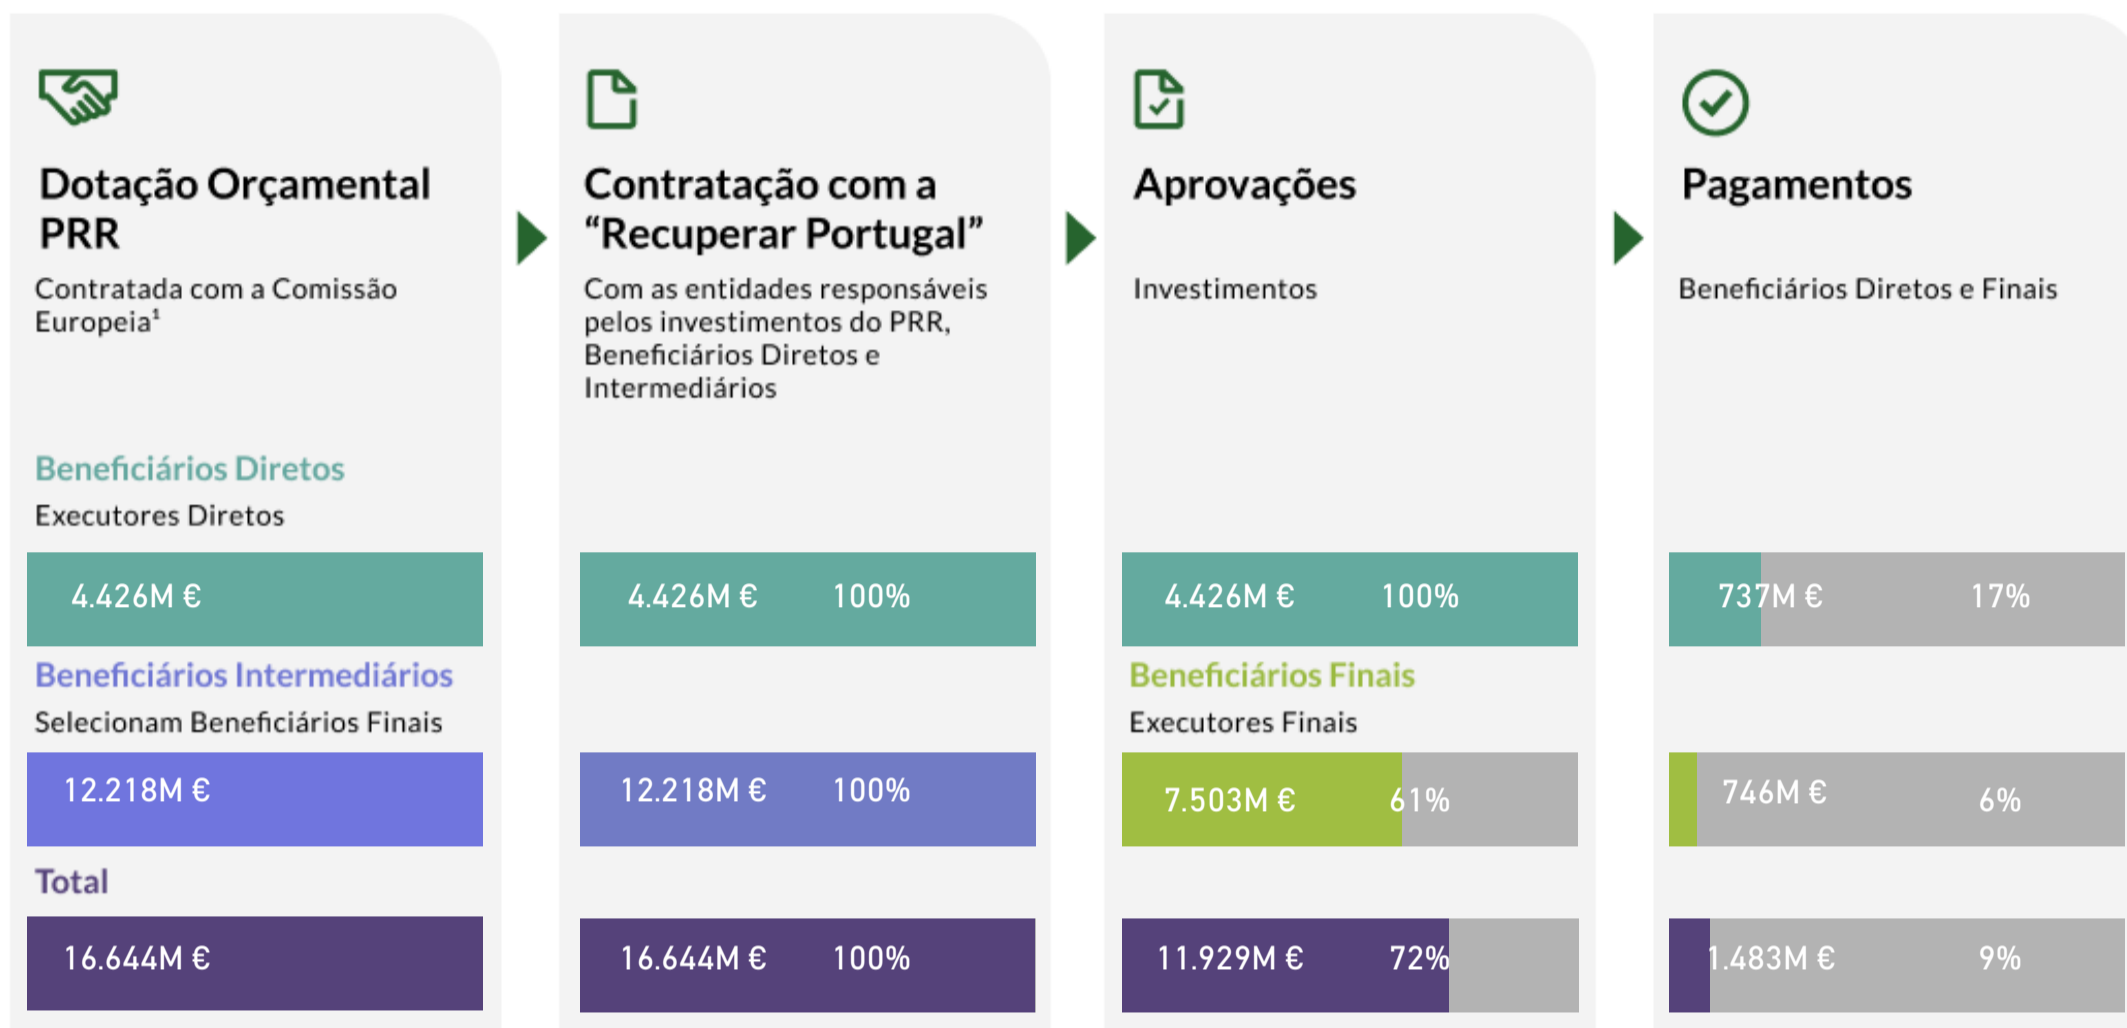 Dotação Orçamental
PRR
Contratada com a Comissão
Europeia¹
Beneficiários Diretos
Executores Diretos
4.426M €
Beneficiários Intermediários
Selecionam Beneficiários Finais
12.218M €
Total
16.644M €
Contratação com a
“Recuperar Portugal”
Com as entidades responsáveis
pelos investimentos do PRR,
Beneficiários Diretos e
Intermediários
4.426M € 100%
12.218M € 100%
16.644M € 100%
Aprovações
Investimentos
4.426M € 100%
Beneficiários Finais
Executores Finais
7.503M € 61%
11.929M € 72%
Pagamentos
Beneficiários Diretos e Finais
737M € 17%
746M € 6%
1.483M € 9%